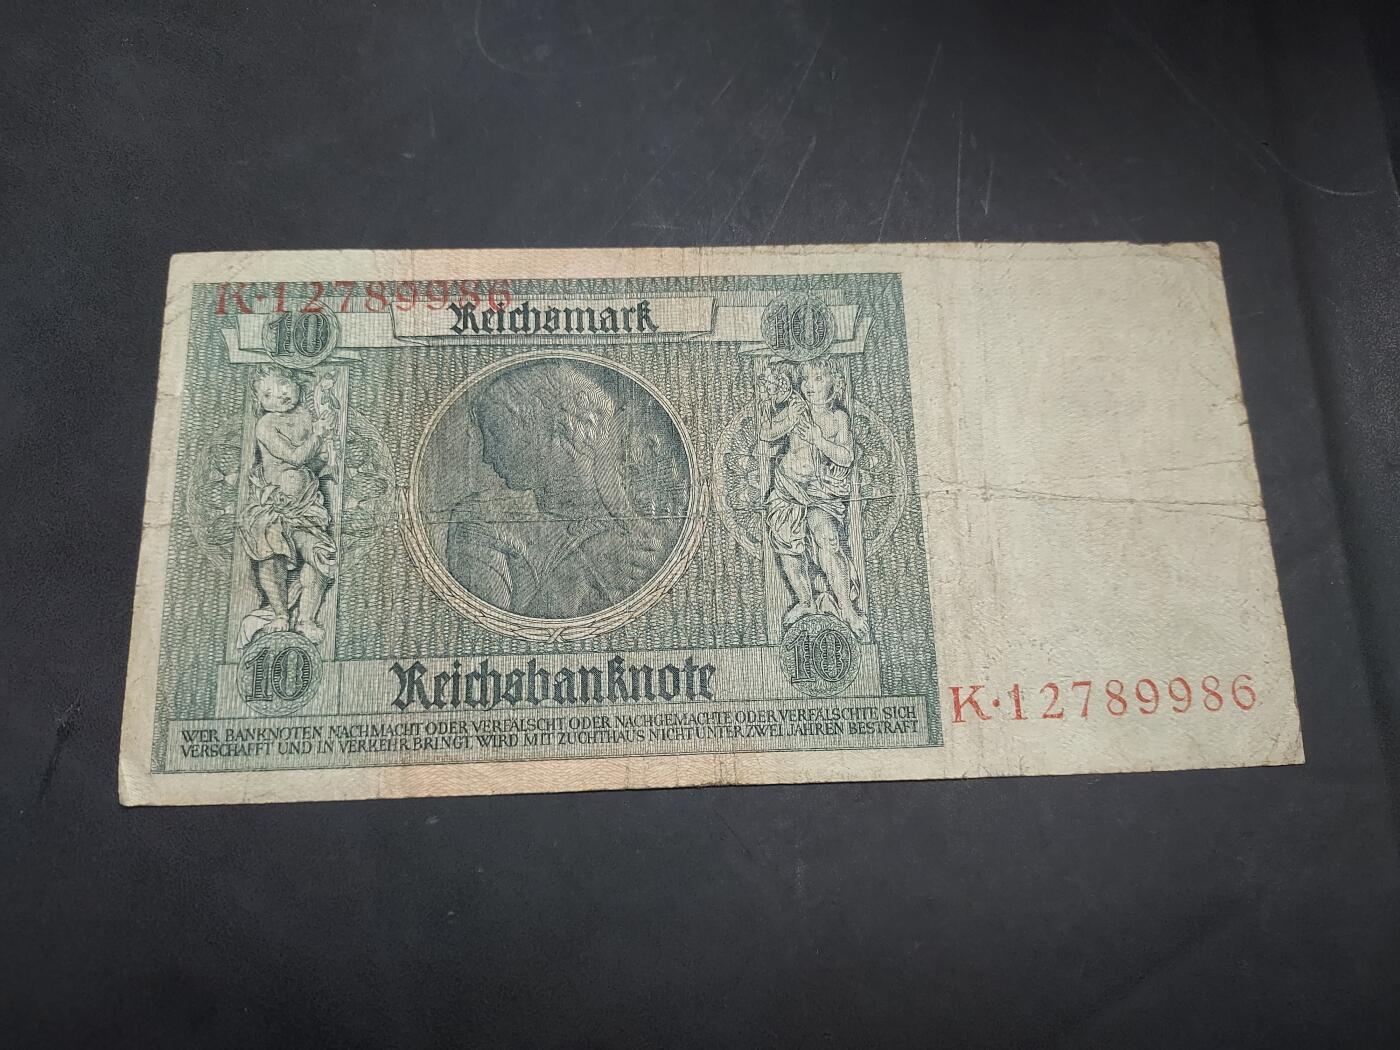 K·12789986
10 Reichsmark 10
10 Reichsbanknote 10
WER BANKNOTEN NACHMACHT ODER VERFÄLSCHT ODER NACHGEMACHTE ODER VERFÄLSCHTE SICH
VERSCHAFFT UND IN VERKEHR BRINGT, WIRD MIT ZUCHTHAUS NICHT UNTER ZWEI JAHREN BESTRAFT
K·12789986